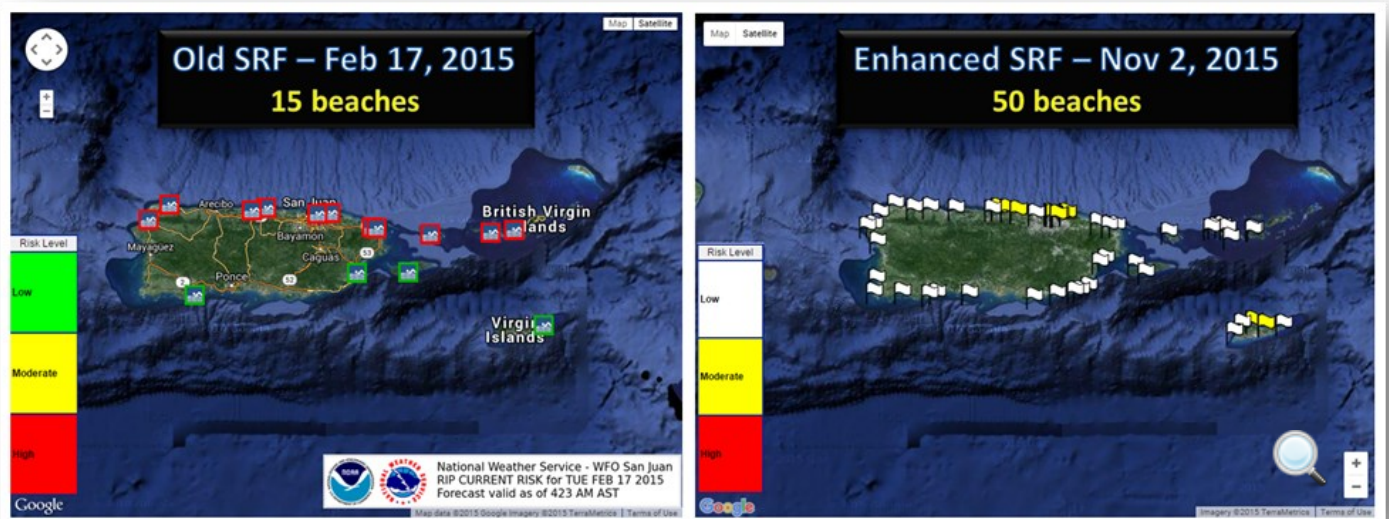 Map Satellite
Old SRF – Feb 17, 2015
15 beaches
Arecibo
San Juan
British Virgin
Islands
Bayamon
Mayagüez
Caguas
53
Ponce
2
52
Virgin
Islands
Risk Level
Low
Moderate
High
NOAA
NATIONAL WEATHER SERVICE
National Weather Service - WFO San Juan
RIP CURRENT RISK for TUE FEB 17 2015
Forecast valid as of 423 AM AST
Google
Map data ©2015 Google Imagery ©2015 TerraMetrics Terms of Use
Map Satellite
Enhanced SRF – Nov 2, 2015
50 beaches
Risk Level
Low
Moderate
High
Google
Imagery ©2015 TerraMetrics Terms of Use